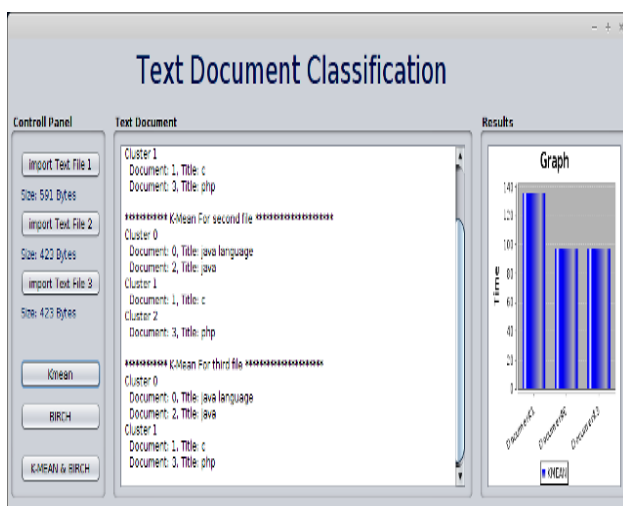 Text Document Classification
Controll Panel
import Text File 1
Size: 591 Bytes
import Text File 2
Size: 423 Bytes
import Text File 3
Size: 423 Bytes
Kmean
BIRCH
K-MEAN & BIRCH
Text Document
Cluster 1
Document: 1, Title: c
Document: 3, Title: php
********* K-Mean For second file ****************
Cluster 0
Document: 0, Title: java language
Document: 2, Title: java
Cluster 1
Document: 1, Title: c
Cluster 2
Document: 3, Title: php
********* K-Mean For third file ****************
Cluster 0
Document: 0, Title: java language
Document: 2, Title: java
Cluster 1
Document: 1, Title: c
Document: 3, Title: php
Results
Graph
Time
140
120
100
80
60
40
20
0
KMEAN